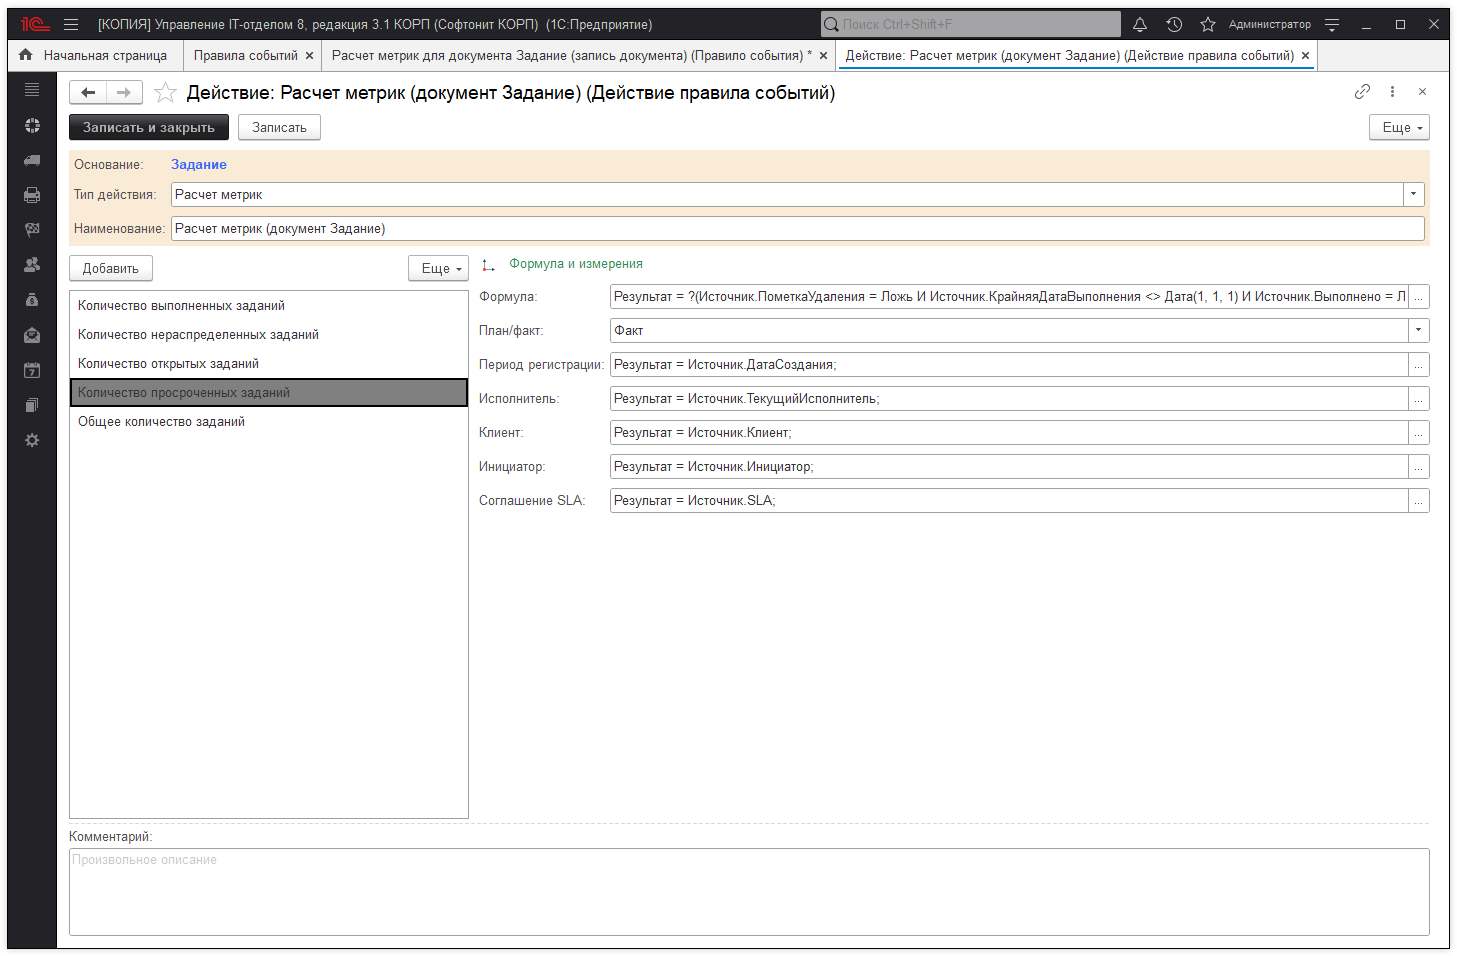 1С [КОПИЯ] Управление IT-отделом 8, редакция 3.1 КОРП (Софтонит КОРП) (1С:Предприятие) Поиск Ctrl+Shift+F Администратор
Начальная страница Правила событий × Расчет метрик для документа Задание (запись документа) (Правило события) * × Действие: Расчет метрик (документ Задание) (Действие правила событий) ×
Действие: Расчет метрик (документ Задание) (Действие правила событий)
Записать и закрыть Записать Еще
Основание: Задание
Тип действия: Расчет метрик
Наименование: Расчет метрик (документ Задание)
Добавить Еще
Количество выполненных заданий
Количество нераспределенных заданий
Количество открытых заданий
Количество просроченных заданий
Общее количество заданий
Формула и измерения
Формула: Результат = ?(Источник.ПометкаУдаления = Ложь И Источник.КрайняяДатаВыполнения <> Дата(1, 1, 1) И Источник.Выполнено = Л ...
План/факт: Факт
Период регистрации: Результат = Источник.ДатаСоздания; ...
Исполнитель: Результат = Источник.ТекущийИсполнитель; ...
Клиент: Результат = Источник.Клиент; ...
Инициатор: Результат = Источник.Инициатор; ...
Соглашение SLA: Результат = Источник.SLA; ...
Комментарий:
Произвольное описание